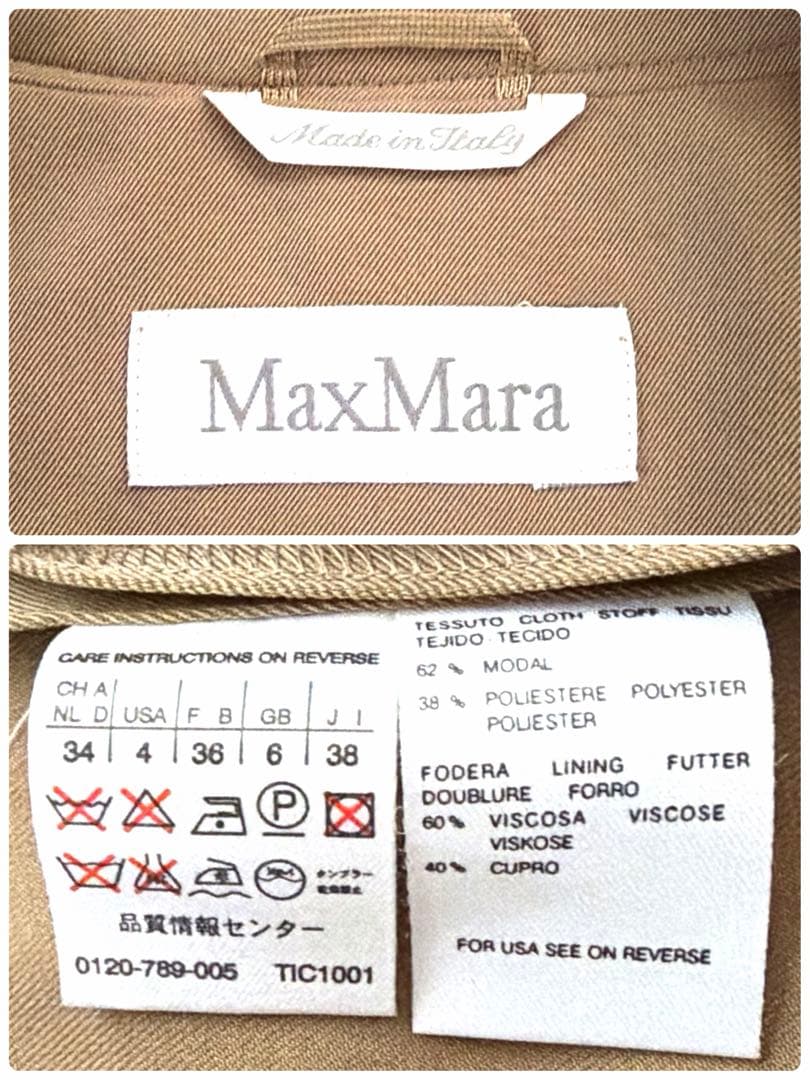 Made in Italy
MaxMara
CARE INSTRUCTIONS ON REVERSE
CH A
NL D USA F B GB J I
34 4 36 6 38
P
タンブラー
乾燥禁止
品質情報センター
0120-789-005 TIC1001
TESSUTO CLOTH STOFF TISSU
TEJIDO TECIDO
62 % MODAL
38 % POLIESTERE POLYESTER
POLIESTER
FODERA LINING FUTTER
DOUBLURE FORRO
60 % VISCOSA VISCOSE
VISKOSE
40 % CUPRO
FOR USA SEE ON REVERSE